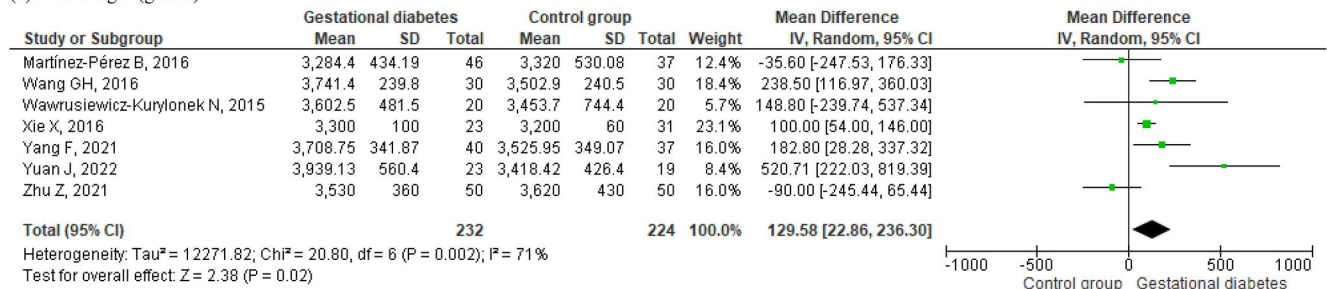 Gestational diabetes Control group Mean Difference Mean Difference
Study or Subgroup Mean SD Total Mean SD Total Weight IV, Random, 95% CI IV, Random, 95% CI
Martínez-Pérez B, 2016 3,284.4 434.19 46 3,320 530.08 37 12.4% -35.60 [-247.53, 176.33]
Wang GH, 2016 3,741.4 239.8 30 3,502.9 240.5 30 18.4% 238.50 [116.97, 360.03]
Wawrusiewicz-Kurylonek N, 2015 3,602.5 481.5 20 3,453.7 744.4 20 5.7% 148.80 [-239.74, 537.34]
Xie X, 2016 3,300 100 23 3,200 60 31 23.1% 100.00 [54.00, 146.00]
Yang F, 2021 3,708.75 341.87 40 3,525.95 349.07 37 16.0% 182.80 [28.28, 337.32]
Yuan J, 2022 3,939.13 560.4 23 3,418.42 426.4 19 8.4% 520.71 [222.03, 819.39]
Zhu Z, 2021 3,530 360 50 3,620 430 50 16.0% -90.00 [-245.44, 65.44]
Total (95% CI) 232 224 100.0% 129.58 [22.86, 236.30]
Heterogeneity: Tau² = 12271.82; Chi² = 20.80, df = 6 (P = 0.002); I² = 71%
Test for overall effect: Z = 2.38 (P = 0.02)
-1000 -500 0 500 1000
Control group Gestational diabetes